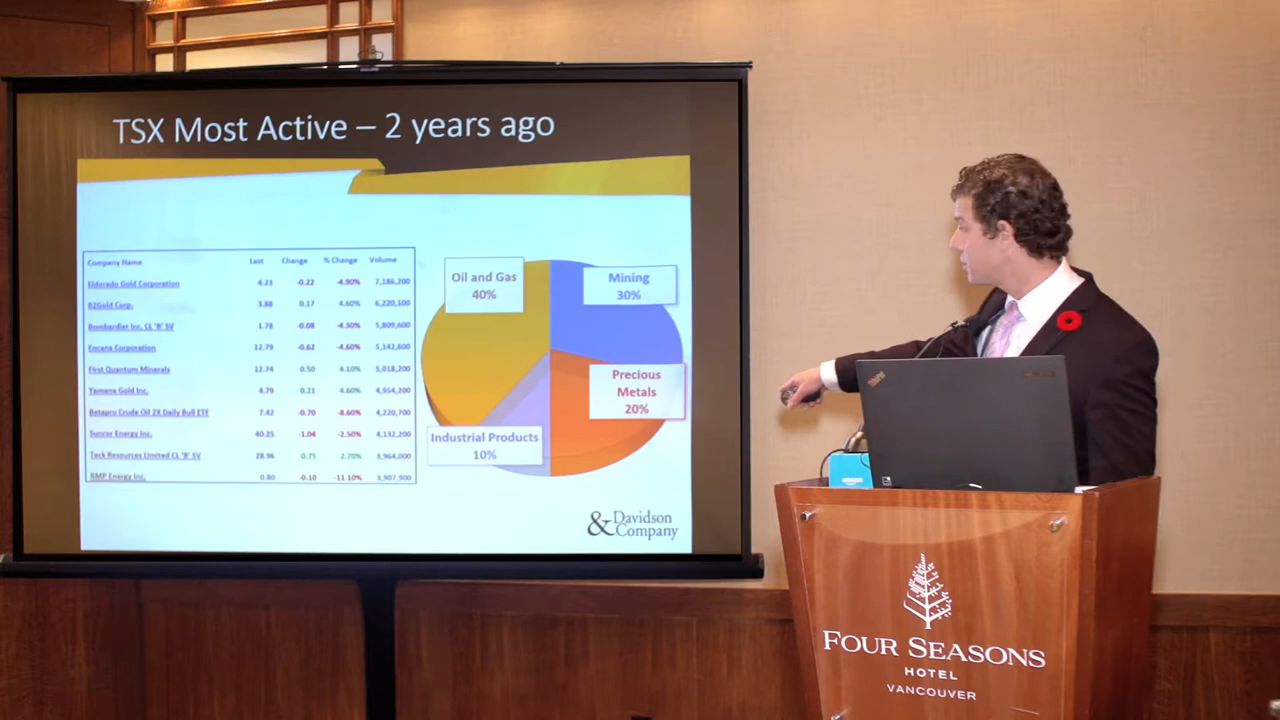 TSX Most Active – 2 years ago
Company Name Last Change % Change Volume
Eldorado Gold Corporation 4.21 -0.22 -4.90% 7,186,200
B2Gold Corp. 3.88 0.17 4.60% 6,220,100
Bombardier Inc. CL 'B' SV 1.78 -0.08 -4.30% 5,809,600
Encana Corporation 12.79 -0.62 -4.60% 5,142,600
First Quantum Minerals 12.74 0.50 4.10% 5,018,200
Yamana Gold Inc. 4.79 0.21 4.60% 4,954,200
Betapro Crude Oil 2X Daily Bull ETF 7.42 -0.70 -8.60% 4,220,700
Suncor Energy Inc. 40.25 -1.04 -2.50% 4,132,200
Teck Resources Limited CL 'B' SV 28.96 0.75 2.70% 3,964,000
RMP Energy Inc. 0.80 -0.10 -11.10% 3,907,900
Oil and Gas
40%
Mining
30%
Precious
Metals
20%
Industrial Products
10%
& Davidson
Company
ThinkPad
amazon
FOUR SEASONS
HOTEL
VANCOUVER